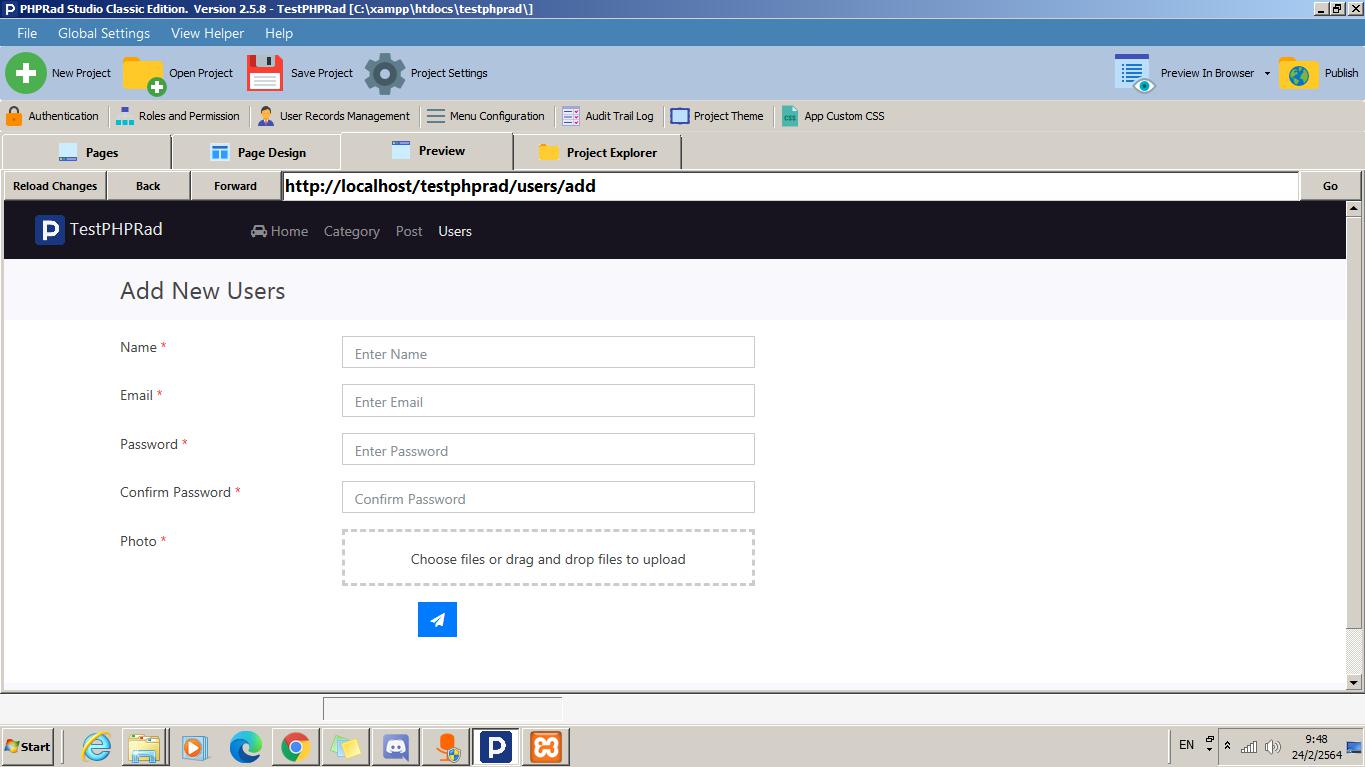 PHPRad Studio Classic Edition. Version 2.5.8 - TestPHPRad [C:\xampp\htdocs\testphprad\]
File Global Settings View Helper Help
New Project Open Project Save Project Project Settings Preview In Browser Publish
Authentication Roles and Permission User Records Management Menu Configuration Audit Trail Log Project Theme App Custom CSS
Pages Page Design Preview Project Explorer
Reload Changes Back Forward http://localhost/testphprad/users/add Go
TestPHPRad Home Category Post Users
Add New Users
Name * Enter Name
Email * Enter Email
Password * Enter Password
Confirm Password * Confirm Password
Photo * Choose files or drag and drop files to upload
Start EN 9:48
24/2/2564